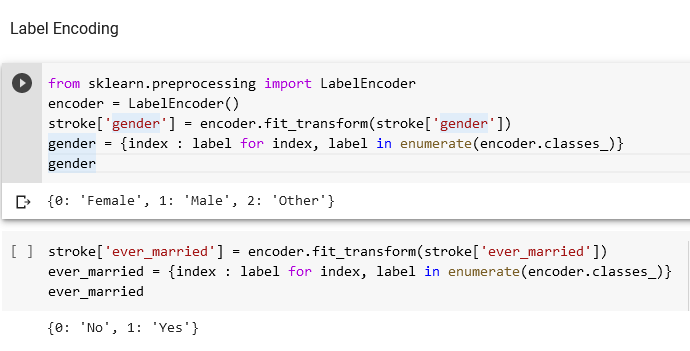 Label Encoding
from sklearn.preprocessing import LabelEncoder
encoder = LabelEncoder()
stroke['gender'] = encoder.fit_transform(stroke['gender'])
gender = {index : label for index, label in enumerate(encoder.classes_)}
gender
{0: 'Female', 1: 'Male', 2: 'Other'}
[ ] stroke['ever_married'] = encoder.fit_transform(stroke['ever_married'])
ever_married = {index : label for index, label in enumerate(encoder.classes_)}
ever_married
{0: 'No', 1: 'Yes'}